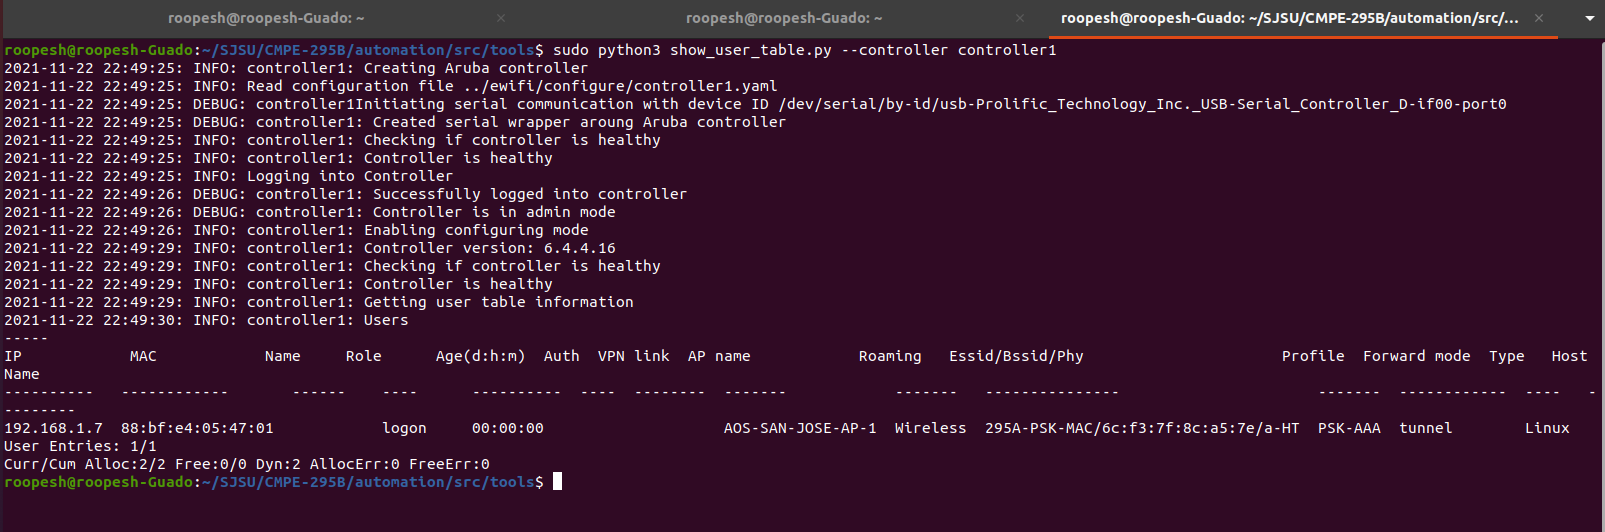 roopesh@roopesh-Guado: ~ × roopesh@roopesh-Guado: ~ × roopesh@roopesh-Guado: ~/SJSU/CMPE-295B/automation/src/... ×
roopesh@roopesh-Guado:~/SJSU/CMPE-295B/automation/src/tools$ sudo python3 show_user_table.py --controller controller1
2021-11-22 22:49:25: INFO: controller1: Creating Aruba controller
2021-11-22 22:49:25: INFO: Read configuration file ../ewifi/configure/controller1.yaml
2021-11-22 22:49:25: DEBUG: controller1Initiating serial communication with device ID /dev/serial/by-id/usb-Prolific_Technology_Inc._USB-Serial_Controller_D-if00-port0
2021-11-22 22:49:25: DEBUG: controller1: Created serial wrapper aroung Aruba controller
2021-11-22 22:49:25: INFO: controller1: Checking if controller is healthy
2021-11-22 22:49:25: INFO: controller1: Controller is healthy
2021-11-22 22:49:25: INFO: Logging into Controller
2021-11-22 22:49:26: DEBUG: controller1: Successfully logged into controller
2021-11-22 22:49:26: DEBUG: controller1: Controller is in admin mode
2021-11-22 22:49:26: INFO: controller1: Enabling configuring mode
2021-11-22 22:49:29: INFO: controller1: Controller version: 6.4.4.16
2021-11-22 22:49:29: INFO: controller1: Checking if controller is healthy
2021-11-22 22:49:29: INFO: controller1: Controller is healthy
2021-11-22 22:49:29: INFO: controller1: Getting user table information
2021-11-22 22:49:30: INFO: controller1: Users
-----
IP            MAC            Name     Role      Age(d:h:m)  Auth  VPN link  AP name            Roaming   Essid/Bssid/Phy                      Profile  Forward mode  Type   Host
Name
----------   ------------       ------    ----      ----------  ----  --------  -------            -------   ---------------                      -------  ------------  ----   -
--------
192.168.1.7  88:bf:e4:05:47:01            logon     00:00:00                    AOS-SAN-JOSE-AP-1  Wireless  295A-PSK-MAC/6c:f3:7f:8c:a5:7e/a-HT  PSK-AAA  tunnel        Linux
User Entries: 1/1
Curr/Cum Alloc:2/2 Free:0/0 Dyn:2 AllocErr:0 FreeErr:0
roopesh@roopesh-Guado:~/SJSU/CMPE-295B/automation/src/tools$